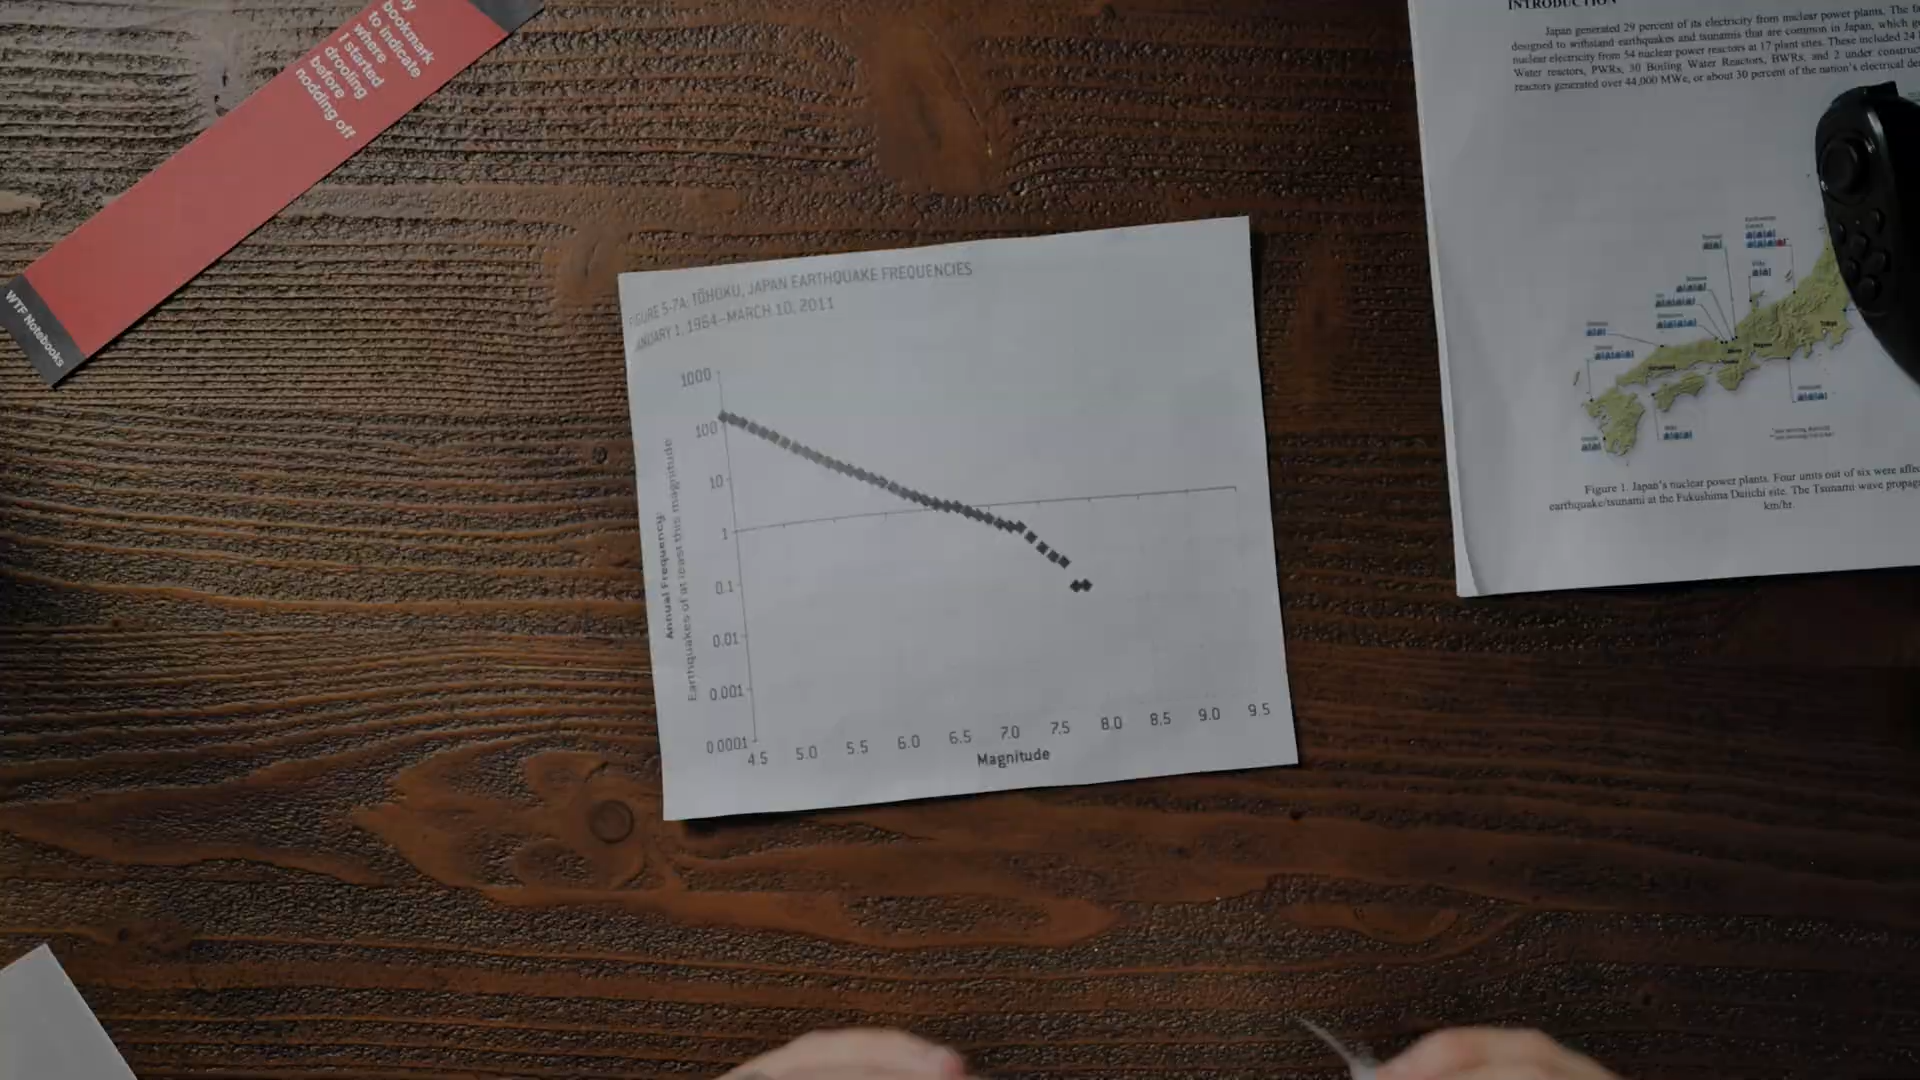 y
bookmark
to indicate
where
I started
drooling
before
nodding off
WTF Notebooks
FIGURE 5-7A: TŌHOKU, JAPAN EARTHQUAKE FREQUENCIES
ANUARY 1, 1964–MARCH 10, 2011
1000
100
10
1
0.1
0.01
0.001
0.0001
Annual Frequency:
Earthquakes of at least this magnitude
4.5 5.0 5.5 6.0 6.5 7.0 7.5 8.0 8.5 9.0 9.5
Magnitude
INTRODUCTION
Japan generated 29 percent of its electricity from nuclear power plants. The
designed to withstand earthquakes and tsunamis that are common in Japan, which
nuclear electricity from 54 nuclear power reactors at 17 plant sites. These included 24
Water reactors, PWRs, 30 Boiling Water Reactors, BWRs, and 2 under construc
reactors generated over 44,000 MWe, or about 30 percent of the nation's electrical de
Tokyo
Figure 1. Japan's nuclear power plants. Four units out of six were affe
earthquake/tsunami at the Fukushima Daiichi site. The Tsunami wave propag
km/hr.